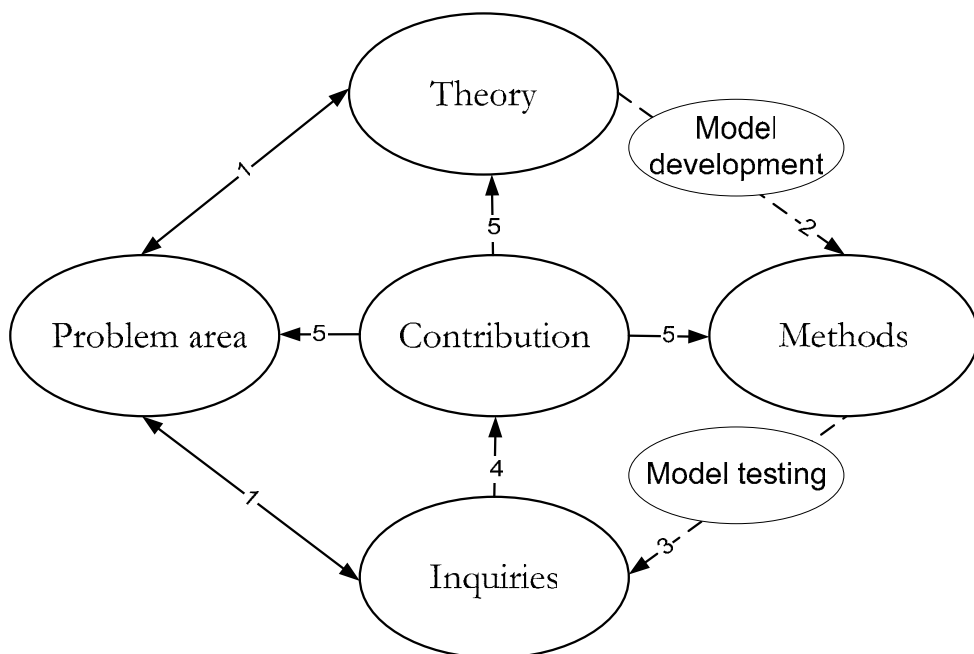 Theory
Model
development
1
2
5
Problem area
5
Contribution
5
Methods
4
Model testing
1
3
Inquiries